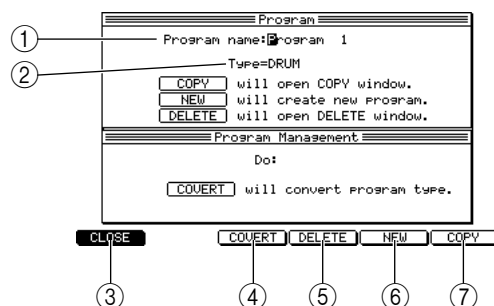 Program
① Program name:Program 1
② Type=DRUM
COPY will open COPY window.
NEW will create new program.
DELETE will open DELETE window.
Program Management
Do:
COVERT will convert program type.
CLOSE COVERT DELETE NEW COPY
③ ④ ⑤ ⑥ ⑦